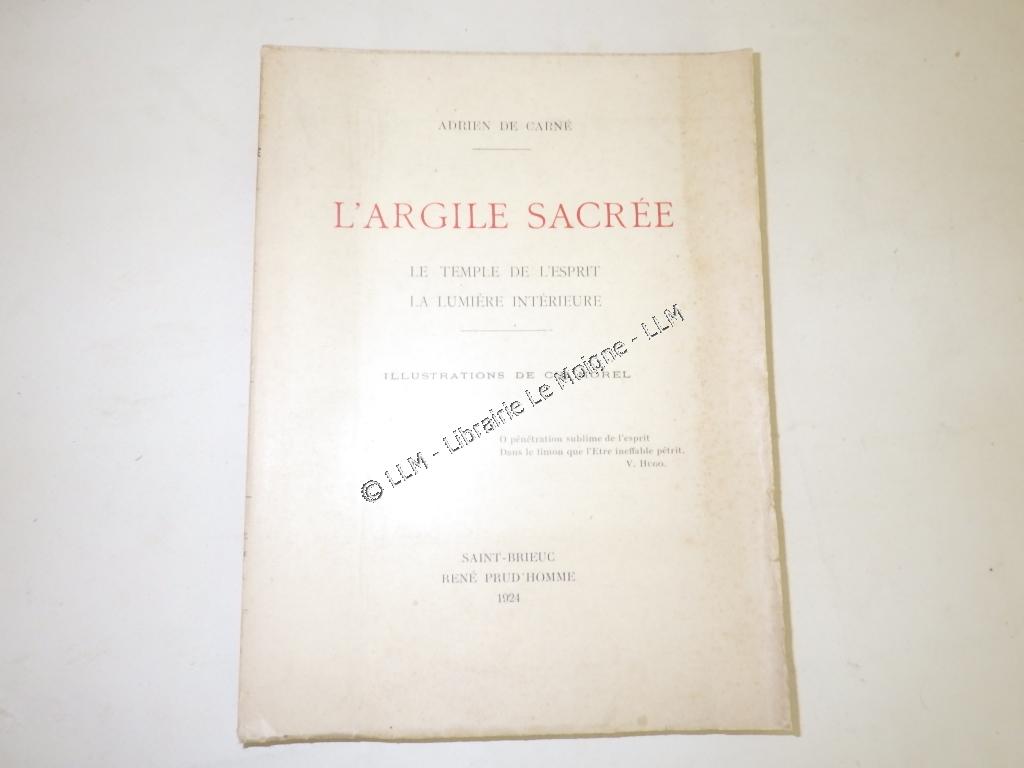 ADRIEN DE CARNÉ
L'ARGILE SACRÉE
LE TEMPLE DE L'ESPRIT
LA LUMIÈRE INTÉRIEURE
ILLUSTRATIONS DE
O pénétration sublime de l'esprit
Dans le timon que l'Etre ineffable pétrit.
V. HUGO.
SAINT-BRIEUC
RENÉ PRUD'HOMME
1924
© LLM - Librairie Le Moigne - LLM